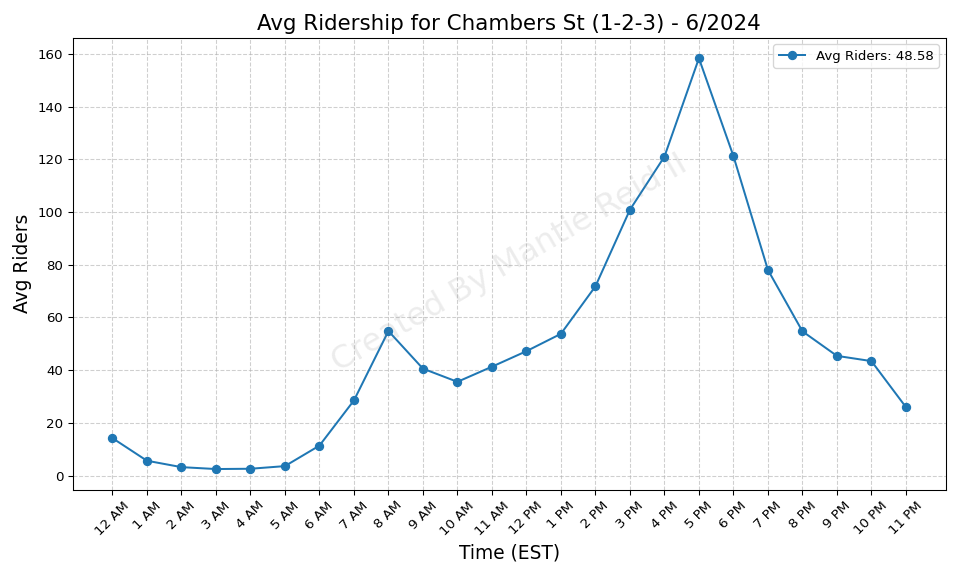 Avg Ridership for Chambers St (1-2-3) - 6/2024
Avg Riders: 48.58
160
140
120
100
80
60
40
20
0
Avg Riders
Created By Mantle Reid II
12 AM
1 AM
2 AM
3 AM
4 AM
5 AM
6 AM
7 AM
8 AM
9 AM
10 AM
11 AM
12 PM
1 PM
2 PM
3 PM
4 PM
5 PM
6 PM
7 PM
8 PM
9 PM
10 PM
11 PM
Time (EST)